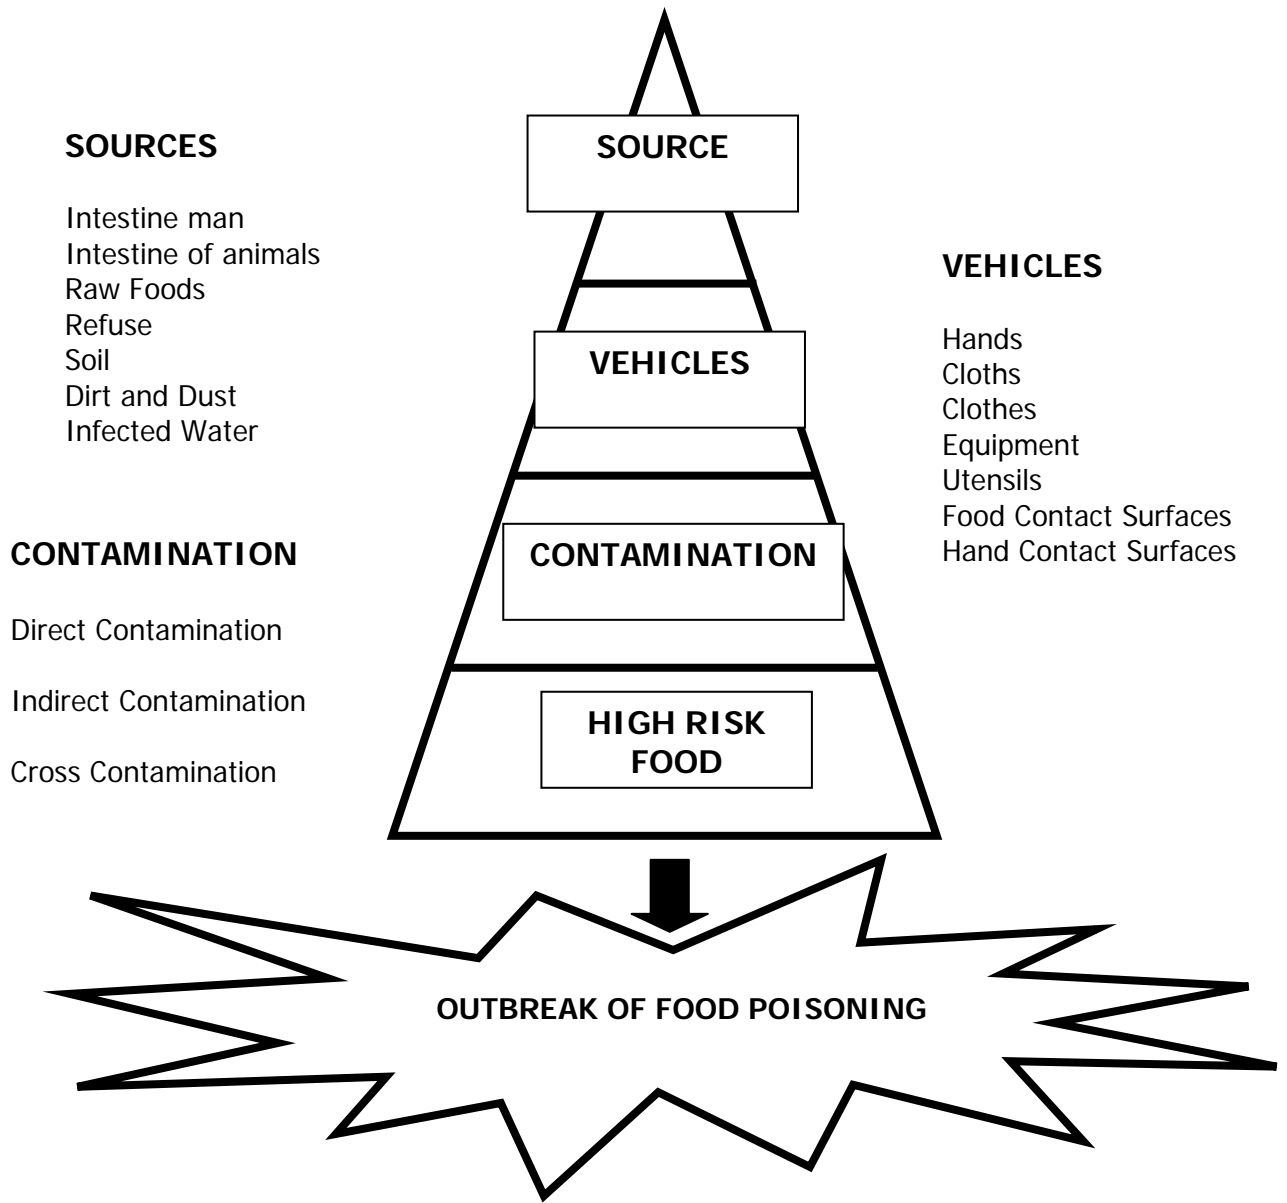 SOURCE
SOURCES
Intestine man
Intestine of animals
Raw Foods
Refuse
Soil
Dirt and Dust
Infected Water
VEHICLES
VEHICLES
Hands
Cloths
Clothes
Equipment
Utensils
Food Contact Surfaces
Hand Contact Surfaces
CONTAMINATION
CONTAMINATION
Direct Contamination
Indirect Contamination
Cross Contamination
HIGH RISK
FOOD
OUTBREAK OF FOOD POISONING